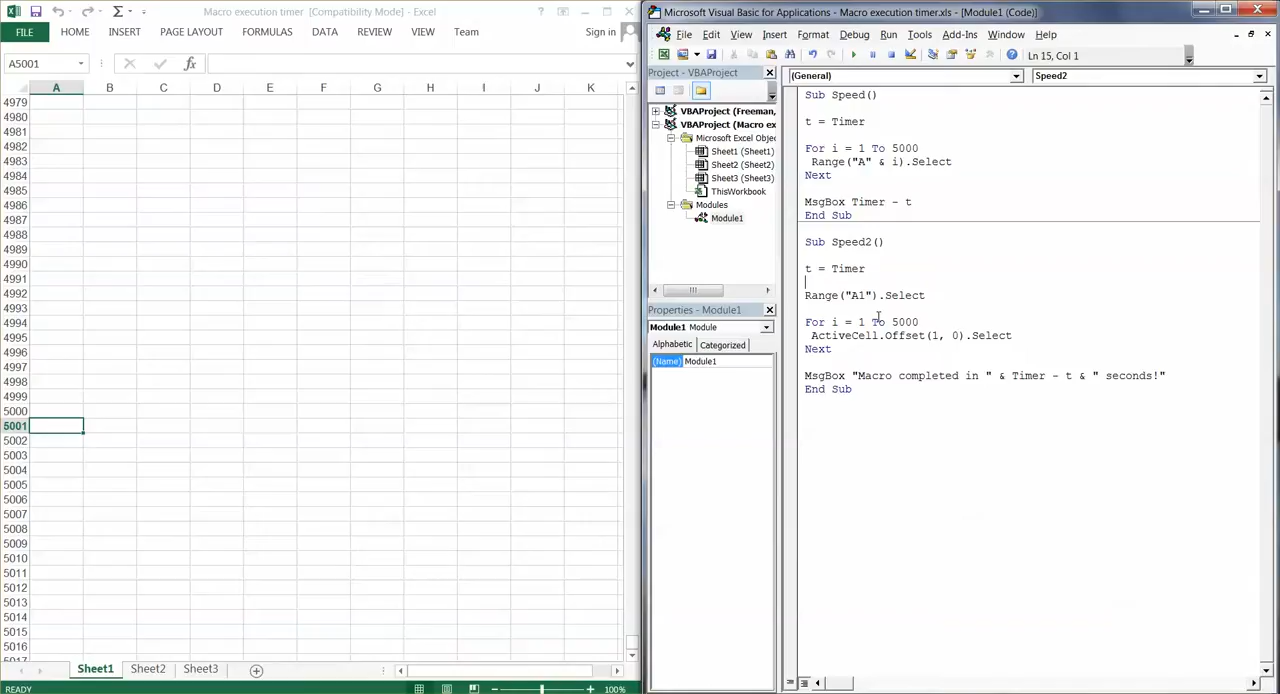 Macro execution timer [Compatibility Mode] - Excel
FILE HOME INSERT PAGE LAYOUT FORMULAS DATA REVIEW VIEW Team Sign in
A5001
A B C D E F G H I J K
4979
4980
4981
4982
4983
4984
4985
4986
4987
4988
4989
4990
4991
4992
4993
4994
4995
4996
4997
4998
4999
5000
5001
5002
5003
5004
5005
5006
5007
5008
5009
5010
5011
5012
5013
5014
5015
5016
5017
Sheet1 Sheet2 Sheet3
READY 100%
Microsoft Visual Basic for Applications - Macro execution timer.xls - [Module1 (Code)]
File Edit View Insert Format Debug Run Tools Add-Ins Window Help
Ln 15, Col 1
Project - VBAProject
VBAProject (Freeman,
VBAProject (Macro ex
Microsoft Excel Objec
Sheet1 (Sheet1)
Sheet2 (Sheet2)
Sheet3 (Sheet3)
ThisWorkbook
Modules
Module1
Properties - Module1
Module1 Module
Alphabetic Categorized
(Name) Module1
(General) Speed2
Sub Speed()
t = Timer
For i = 1 To 5000
Range("A" & i).Select
Next
MsgBox Timer - t
End Sub
Sub Speed2()
t = Timer
Range("A1").Select
For i = 1 To 5000
ActiveCell.Offset(1, 0).Select
Next
MsgBox "Macro completed in " & Timer - t & " seconds!"
End Sub